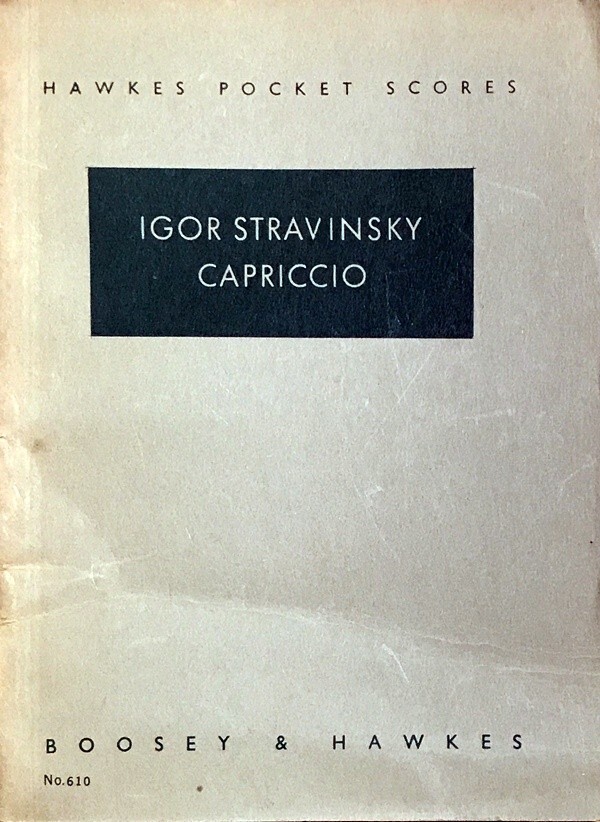 HAWKES POCKET SCORES
IGOR STRAVINSKY
CAPRICCIO
BOOSEY & HAWKES
No.610